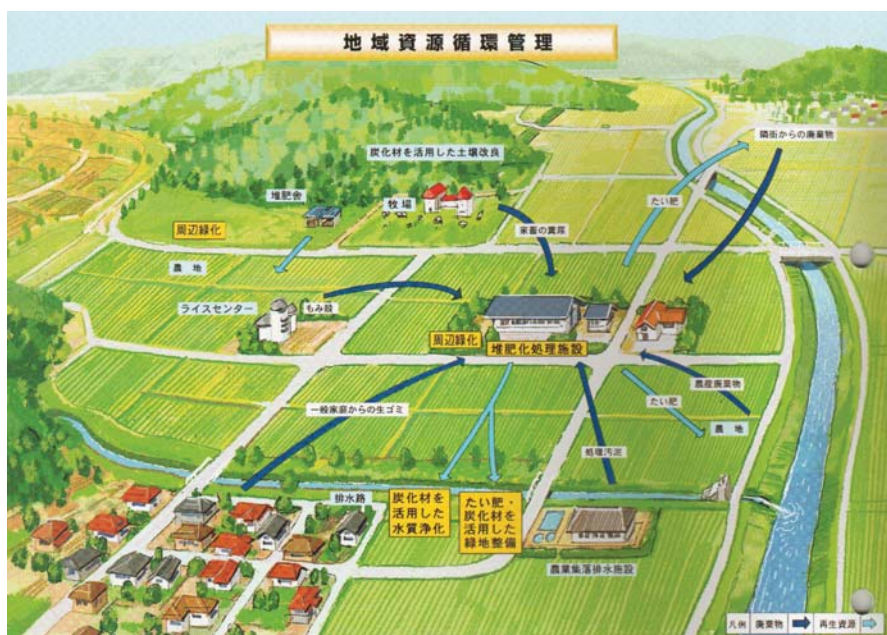 地域資源循環管理
隣街からの廃棄物
炭化材を活用した土壌改良
堆肥舎
牧場
たい肥
周辺緑化
家畜の糞尿
農地
ライスセンター
もみ殻
周辺緑化
堆肥化処理施設
農産廃棄物
たい肥
一般家庭からの生ゴミ
農地
処理汚泥
排水路
炭化材を
活用した
水質浄化
たい肥・
炭化材を
活用した
緑地整備
農業集落排水施設
凡例 廃棄物 再生資源